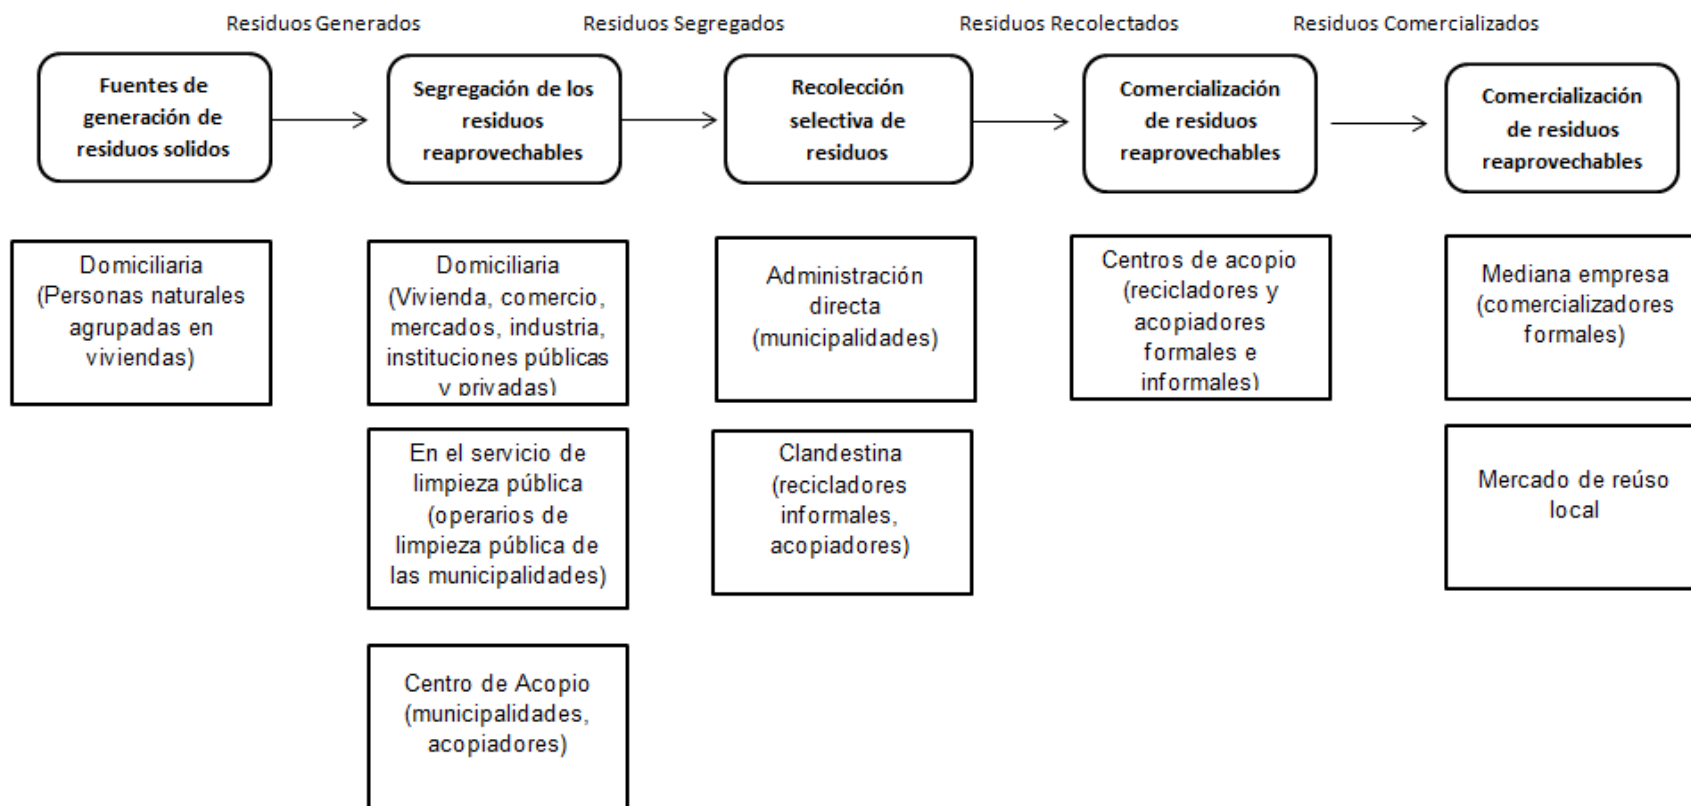 Residuos Generados
Residuos Segregados
Residuos Recolectados
Residuos Comercializados
Fuentes de
generación de
residuos solidos
Segregación de los
residuos
reaprovechables
Recolección
selectiva de
residuos
Comercialización
de residuos
reaprovechables
Comercialización
de residuos
reaprovechables
Domiciliaria
(Personas naturales
agrupadas en
viviendas)
Domiciliaria
(Vivienda, comercio,
mercados, industria,
instituciones públicas
y privadas)
En el servicio de
limpieza pública
(operarios de
limpieza pública de
las municipalidades)
Centro de Acopio
(municipalidades,
acopiadores)
Administración
directa
(municipalidades)
Clandestina
(recicladores
informales,
acopiadores)
Centros de acopio
(recicladores y
acopiadores
formales e
informales)
Mediana empresa
(comercializadores
formales)
Mercado de reúso
local